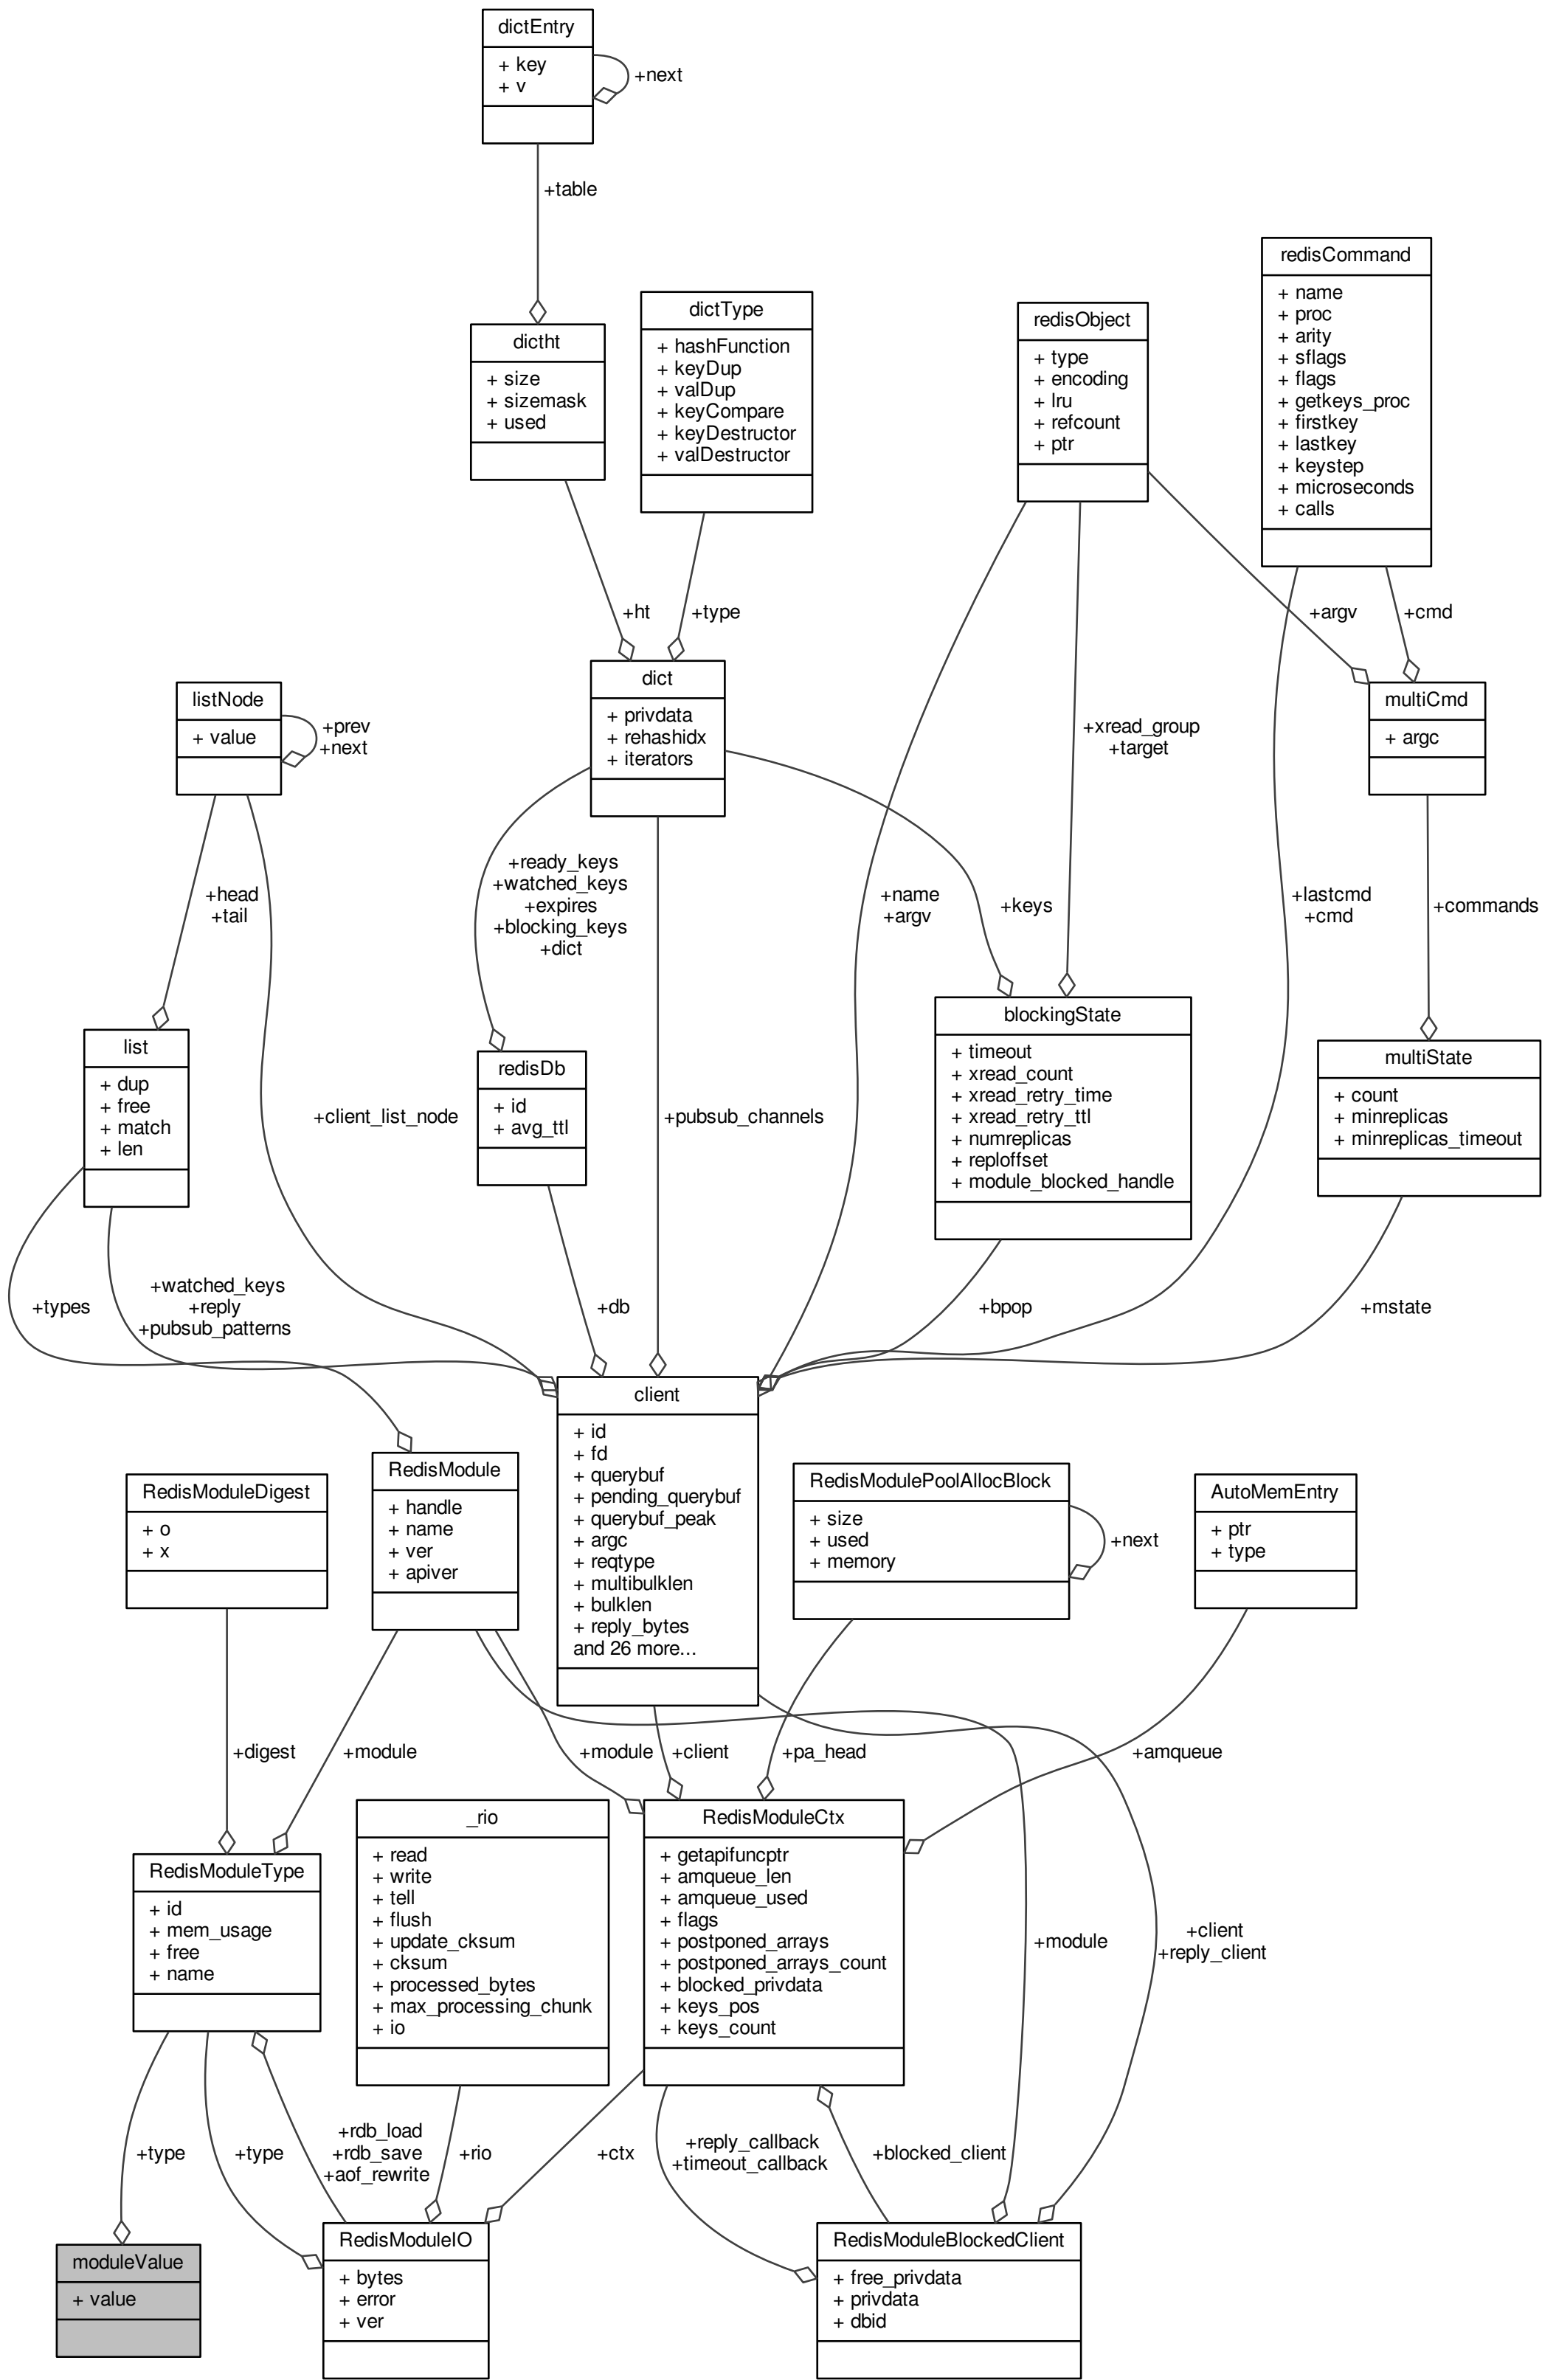 dictEntry
+ key
+ v
+next
+table
redisCommand
+ name
+ proc
+ arity
+ sflags
+ flags
+ getkeys_proc
+ firstkey
+ lastkey
+ keystep
+ microseconds
+ calls
dictType
+ hashFunction
+ keyDup
+ valDup
+ keyCompare
+ keyDestructor
+ valDestructor
redisObject
+ type
+ encoding
+ lru
+ refcount
+ ptr
dictht
+ size
+ sizemask
+ used
+ht
+type
+argv
+cmd
listNode
+ value
+prev
+next
dict
+ privdata
+ rehashidx
+ iterators
multiCmd
+ argc
+xread_group
+target
+head
+tail
+ready_keys
+watched_keys
+expires
+blocking_keys
+dict
+name
+argv
+keys
+lastcmd
+cmd
+commands
list
+ dup
+ free
+ match
+ len
+client_list_node
redisDb
+ id
+ avg_ttl
+pubsub_channels
blockingState
+ timeout
+ xread_count
+ xread_retry_time
+ xread_retry_ttl
+ numreplicas
+ reploffset
+ module_blocked_handle
multiState
+ count
+ minreplicas
+ minreplicas_timeout
+types
+watched_keys
+reply
+pubsub_patterns
+db
+bpop
+mstate
client
+ id
+ fd
+ querybuf
+ pending_querybuf
+ querybuf_peak
+ argc
+ reqtype
+ multibulklen
+ bulklen
+ reply_bytes
and 26 more...
RedisModuleDigest
+ o
+ x
RedisModule
+ handle
+ name
+ ver
+ apiver
RedisModulePoolAllocBlock
+ size
+ used
+ memory
+next
AutoMemEntry
+ ptr
+ type
+digest
+module
+module
+client
+pa_head
+amqueue
RedisModuleType
+ id
+ mem_usage
+ free
+ name
_rio
+ read
+ write
+ tell
+ flush
+ update_cksum
+ cksum
+ processed_bytes
+ max_processing_chunk
+ io
RedisModuleCtx
+ getapifuncptr
+ amqueue_len
+ amqueue_used
+ flags
+ postponed_arrays
+ postponed_arrays_count
+ blocked_privdata
+ keys_pos
+ keys_count
+module
+client
+reply_client
+type
+type
+rdb_load
+rdb_save
+aof_rewrite
+rio
+ctx
+reply_callback
+timeout_callback
+blocked_client
moduleValue
+ value
RedisModuleIO
+ bytes
+ error
+ ver
RedisModuleBlockedClient
+ free_privdata
+ privdata
+ dbid